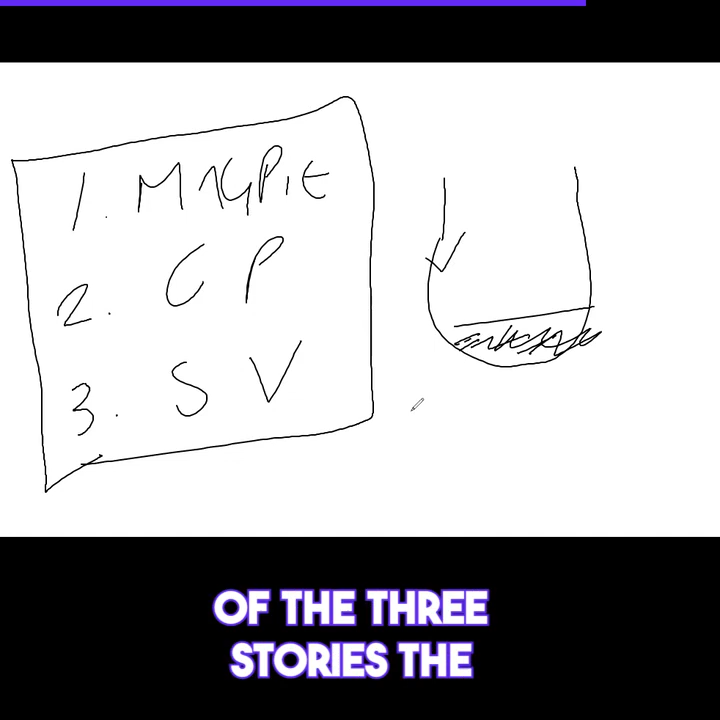 1. MAGPIE
2. C P
3. S V
OF THE THREE
STORIES THE